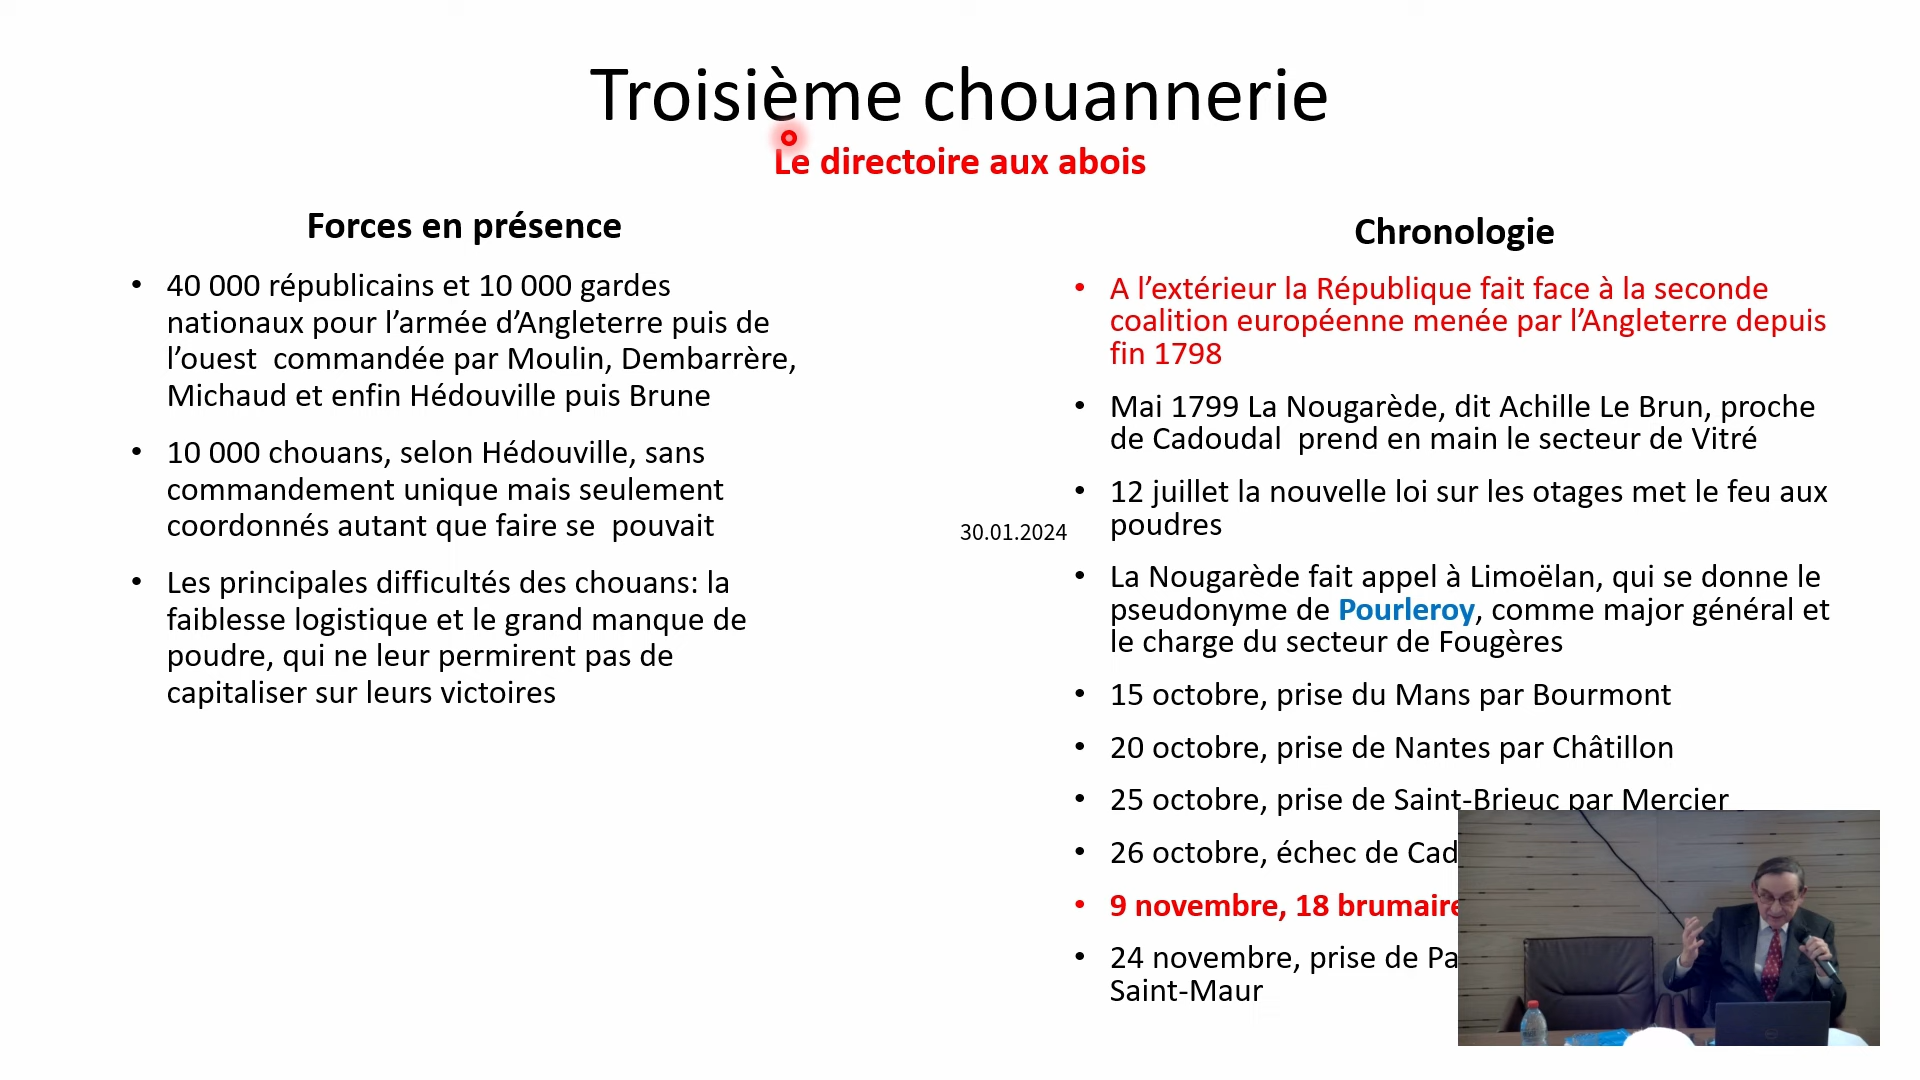 Troisième chouannerie
Le directoire aux abois
Forces en présence
• 40 000 républicains et 10 000 gardes
nationaux pour l’armée d’Angleterre puis de
l’ouest  commandée par Moulin, Dembarrère,
Michaud et enfin Hédouville puis Brune
• 10 000 chouans, selon Hédouville, sans
commandement unique mais seulement
coordonnés autant que faire se  pouvait
• Les principales difficultés des chouans: la
faiblesse logistique et le grand manque de
poudre, qui ne leur permirent pas de
capitaliser sur leurs victoires
30.01.2024
Chronologie
• A l’extérieur la République fait face à la seconde
coalition européenne menée par l’Angleterre depuis
fin 1798
• Mai 1799 La Nougarède, dit Achille Le Brun, proche
de Cadoudal  prend en main le secteur de Vitré
• 12 juillet la nouvelle loi sur les otages met le feu aux
poudres
• La Nougarède fait appel à Limoëlan, qui se donne le
pseudonyme de Pourleroy, comme major général et
le charge du secteur de Fougères
• 15 octobre, prise du Mans par Bourmont
• 20 octobre, prise de Nantes par Châtillon
• 25 octobre, prise de Saint-Brieuc par Mercier
• 26 octobre, échec de Cad
• 9 novembre, 18 brumaire
• 24 novembre, prise de Pa
Saint-Maur